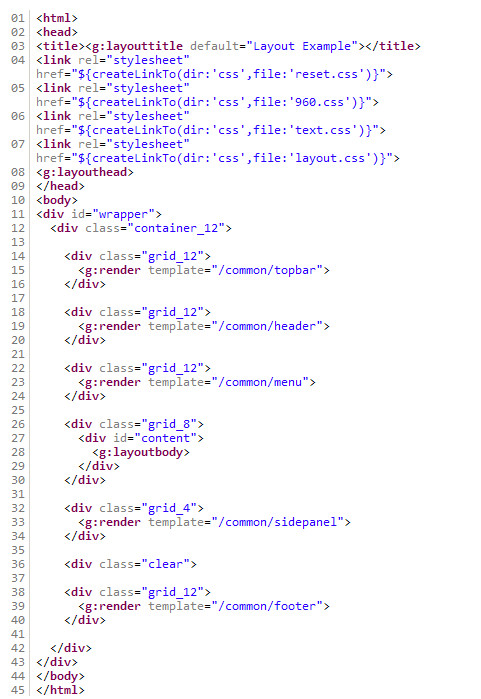 01 <html>
02 <head>
03 <title><g:layouttitle default="Layout Example"></title>
04 <link rel="stylesheet"
href="${createLinkTo(dir:'css',file:'reset.css')}">
05 <link rel="stylesheet"
href="${createLinkTo(dir:'css',file:'960.css')}">
06 <link rel="stylesheet"
href="${createLinkTo(dir:'css',file:'text.css')}">
07 <link rel="stylesheet"
href="${createLinkTo(dir:'css',file:'layout.css')}">
08 <g:layouthead>
09 </head>
10 <body>
11 <div id="wrapper">
12 <div class="container_12">
13
14 <div class="grid_12">
15 <g:render template="/common/topbar">
16 </div>
17
18 <div class="grid_12">
19 <g:render template="/common/header">
20 </div>
21
22 <div class="grid_12">
23 <g:render template="/common/menu">
24 </div>
25
26 <div class="grid_8">
27 <div id="content">
28 <g:layoutbody>
29 </div>
30 </div>
31
32 <div class="grid_4">
33 <g:render template="/common/sidepanel">
34 </div>
35
36 <div class="clear">
37
38 <div class="grid_12">
39 <g:render template="/common/footer">
40 </div>
41
42 </div>
43 </div>
44 </body>
45 </html>